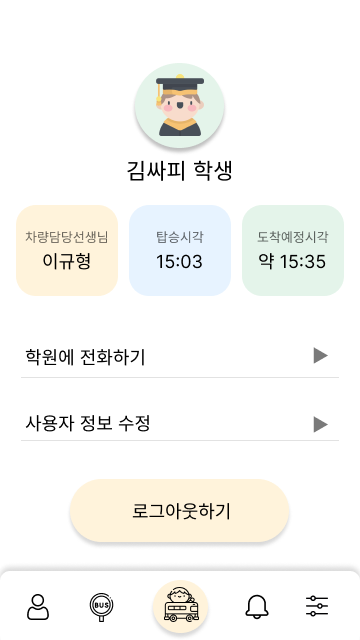 김싸피 학생
차량담당선생님
이규형
탑승시각
15:03
도착예정시각
약 15:35
학원에 전화하기
사용자 정보 수정
로그아웃하기
BUS